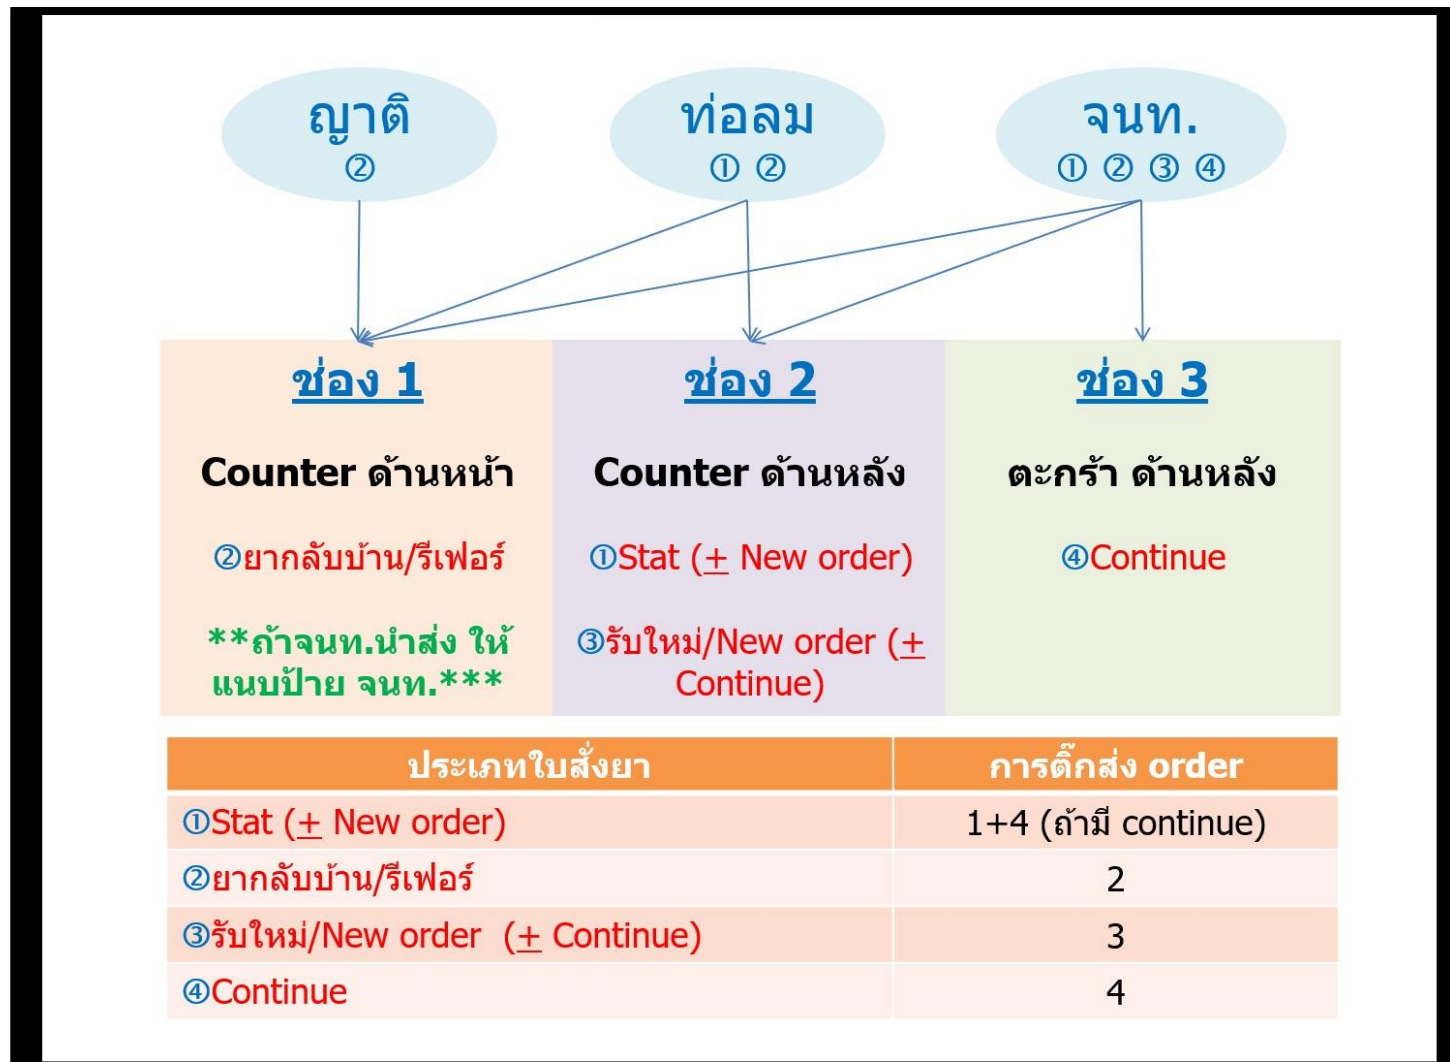 ญาติ
②
ท่อลม
① ②
จนท.
① ② ③ ④
ช่อง 1
Counter ด้านหน้า
②ยากลับบ้าน/รีเฟอร์
**ถ้าจนท.นำส่ง ให้
แนบป้าย จนท.***
ช่อง 2
Counter ด้านหลัง
①Stat (+ New order)
③รับใหม่/New order (+
Continue)
ช่อง 3
ตะกร้า ด้านหลัง
④Continue
ประเภทใบสั่งยา การติ๊กส่ง order
①Stat (+ New order) 1+4 (ถ้ามี continue)
②ยากลับบ้าน/รีเฟอร์ 2
③รับใหม่/New order (+ Continue) 3
④Continue 4